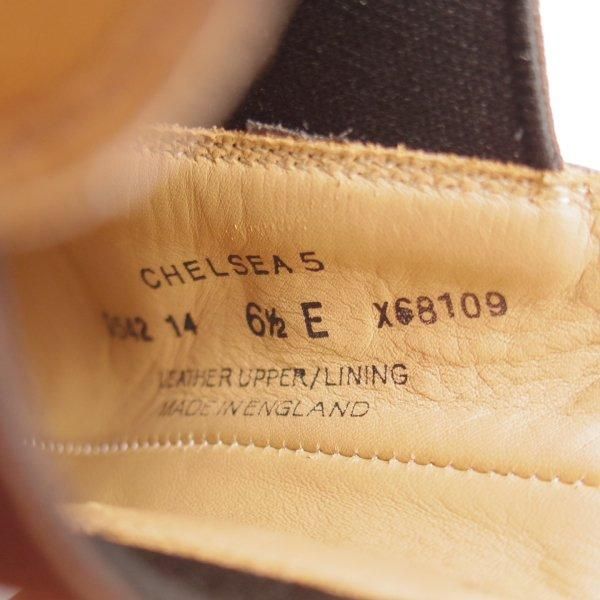 CHELSEA 5
14 6½ E X68109
LEATHER UPPER/LINING
MADE IN ENGLAND